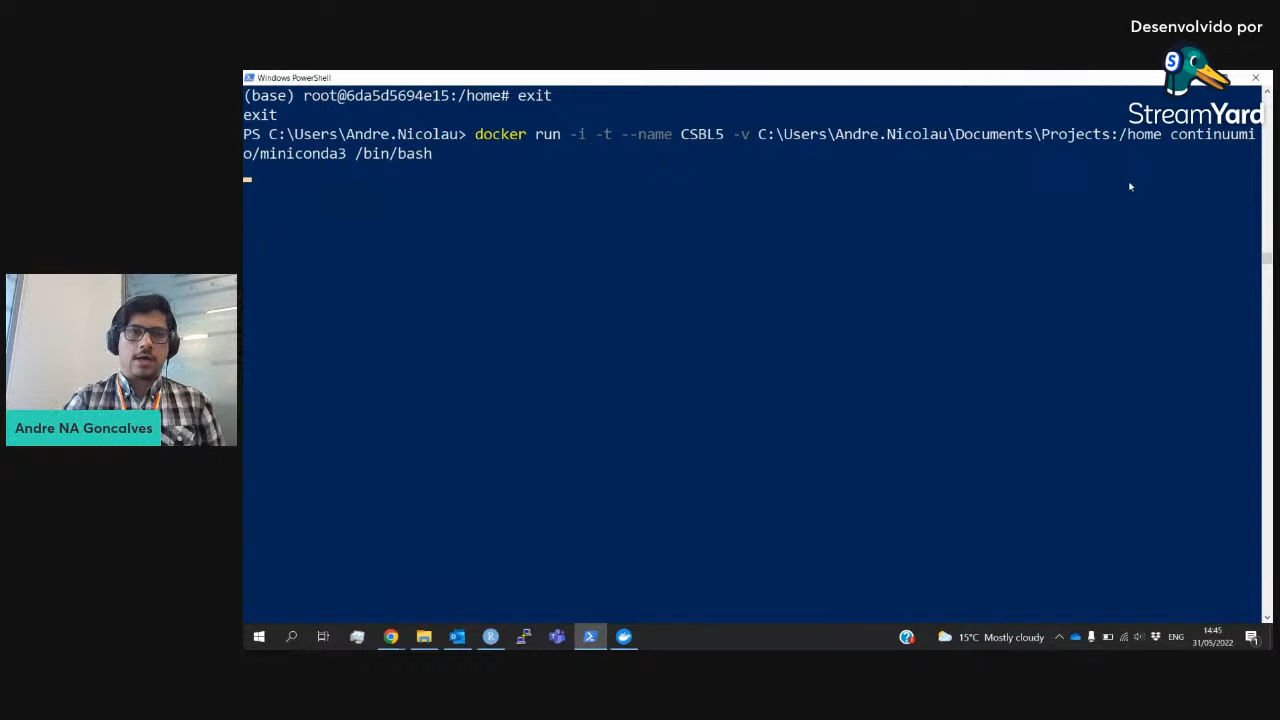 Desenvolvido por
StreamYard
Windows PowerShell
(base) root@6da5d5694e15:/home# exit
exit
PS C:\Users\Andre.Nicolau> docker run -i -t --name CSBL5 -v C:\Users\Andre.Nicolau\Documents\Projects:/home continuumi
o/miniconda3 /bin/bash
Andre NA Goncalves
15°C Mostly cloudy
ENG
14:45
31/05/2022